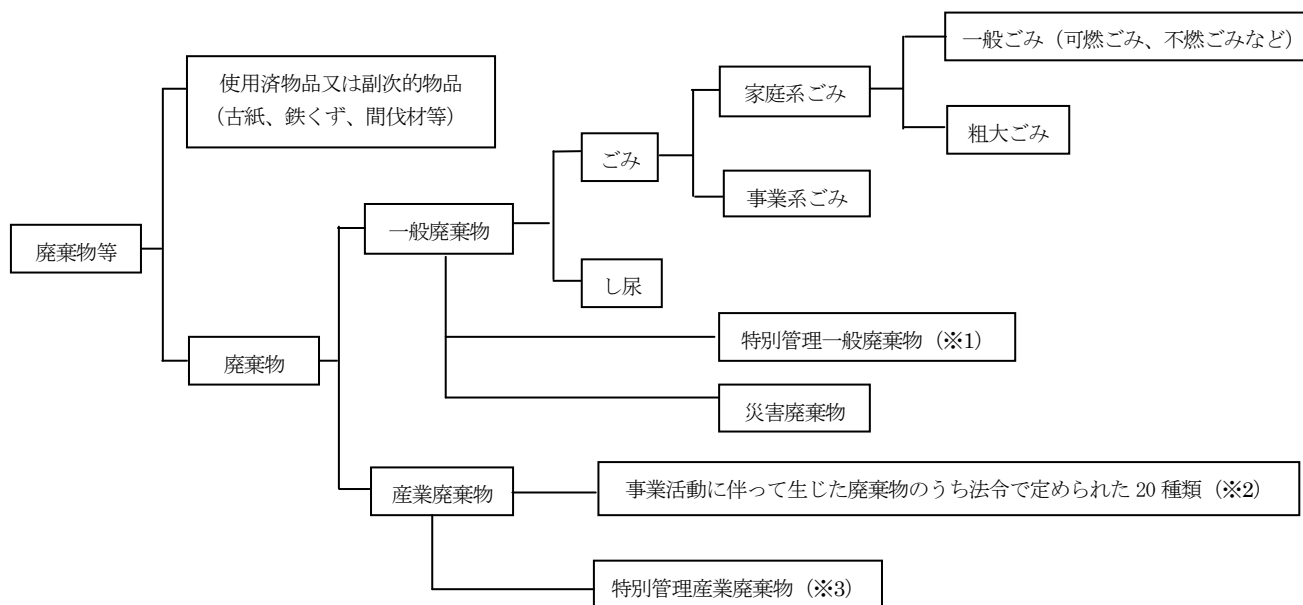 一般ごみ（可燃ごみ、不燃ごみなど）
使用済物品又は副次的物品
（古紙、鉄くず、間伐材等）
家庭系ごみ
粗大ごみ
ごみ
事業系ごみ
一般廃棄物
廃棄物等
し尿
特別管理一般廃棄物（※1）
廃棄物
災害廃棄物
産業廃棄物
事業活動に伴って生じた廃棄物のうち法令で定められた 20 種類（※2）
特別管理産業廃棄物（※3）